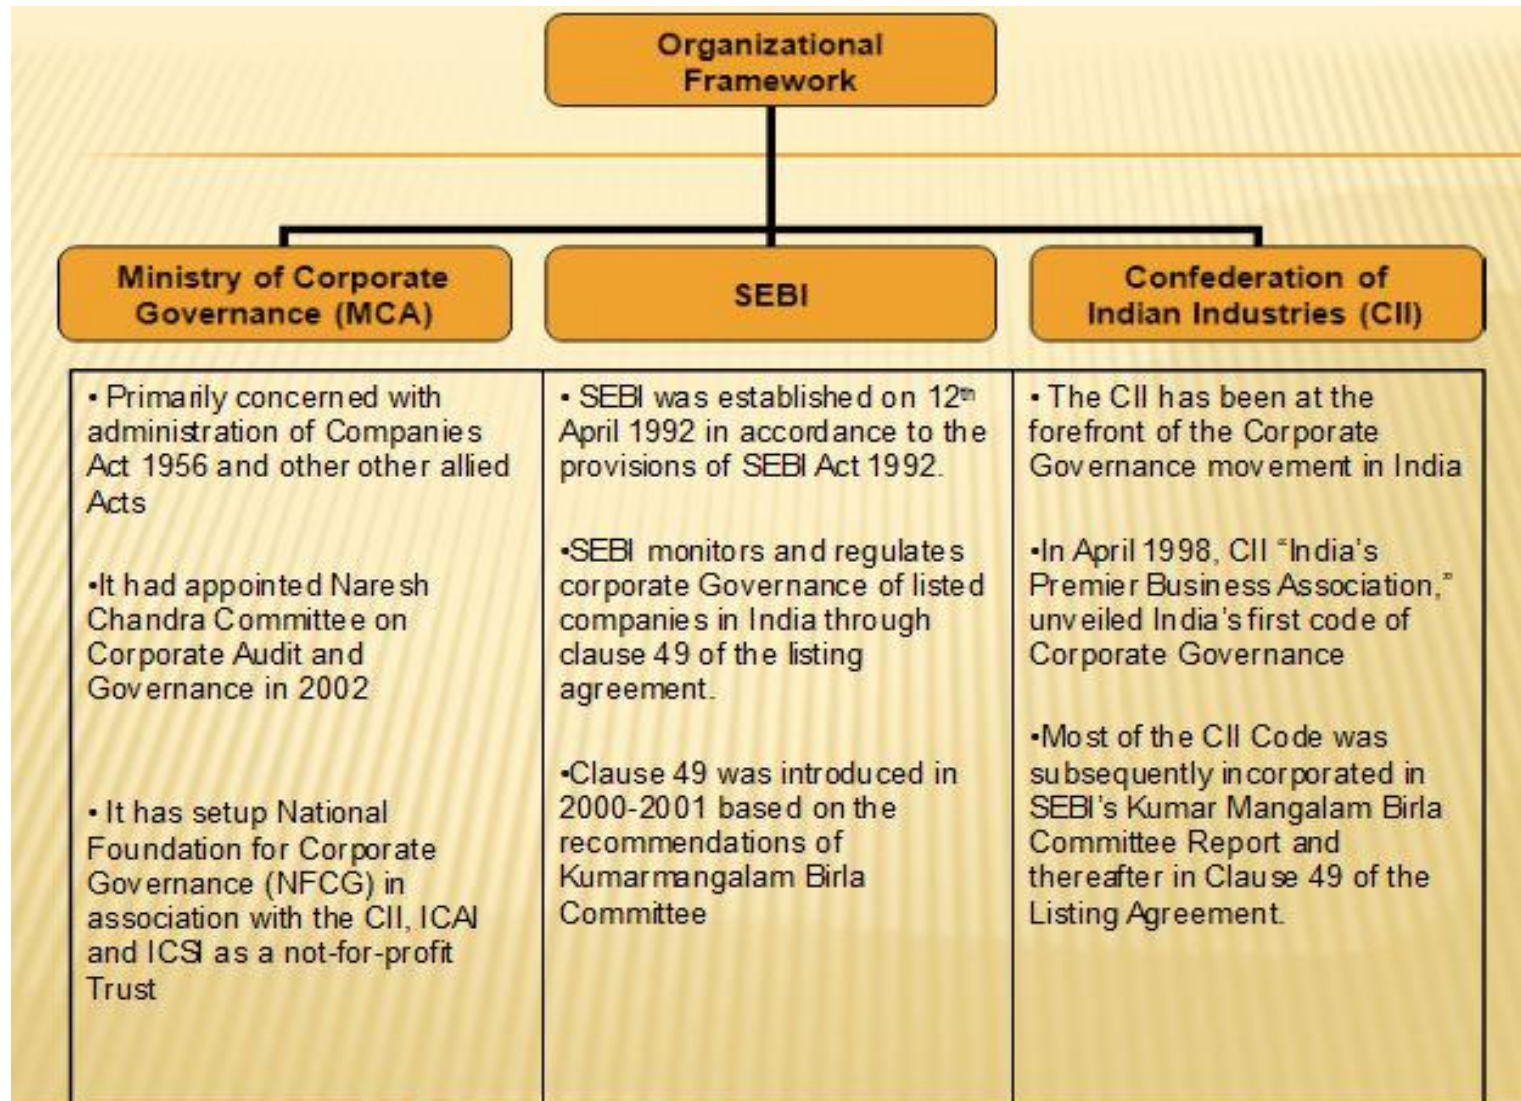 Organizational
Framework
Ministry of Corporate
Governance (MCA)
SEBI
Confederation of
Indian Industries (CII)
• Primarily concerned with
administration of Companies
Act 1956 and other other allied
Acts
•It had appointed Naresh
Chandra Committee on
Corporate Audit and
Governance in 2002
• It has setup National
Foundation for Corporate
Governance (NFCG) in
association with the CII, ICAI
and ICSI as a not-for-profit
Trust
• SEBI was established on 12th
April 1992 in accordance to the
provisions of SEBI Act 1992.
•SEBI monitors and regulates
corporate Governance of listed
companies in India through
clause 49 of the listing
agreement.
•Clause 49 was introduced in
2000-2001 based on the
recommendations of
Kumarmangalam Birla
Committee
• The CII has been at the
forefront of the Corporate
Governance movement in India
•In April 1998, CII “India’s
Premier Business Association,”
unveiled India’s first code of
Corporate Governance
•Most of the CII Code was
subsequently incorporated in
SEBI’s Kumar Mangalam Birla
Committee Report and
thereafter in Clause 49 of the
Listing Agreement.